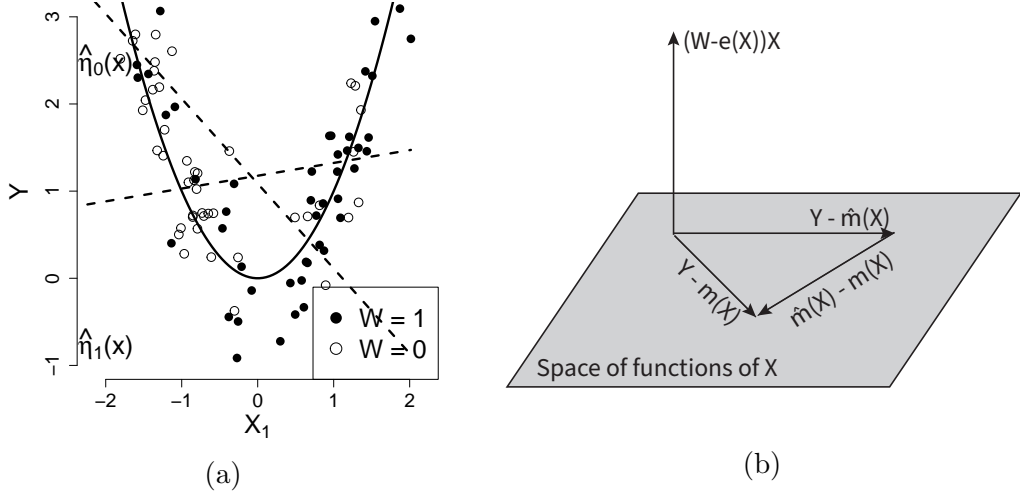 3
2
1
0
−1
Y
η̂₀(x)
η̂₁(x)
W = 1
W = 0
−2 −1 0 1 2
X₁
(a)
(W-e(X))X
Y - m̂(X)
Y - m(X)
m̂(X) - m(X)
Space of functions of X
(b)